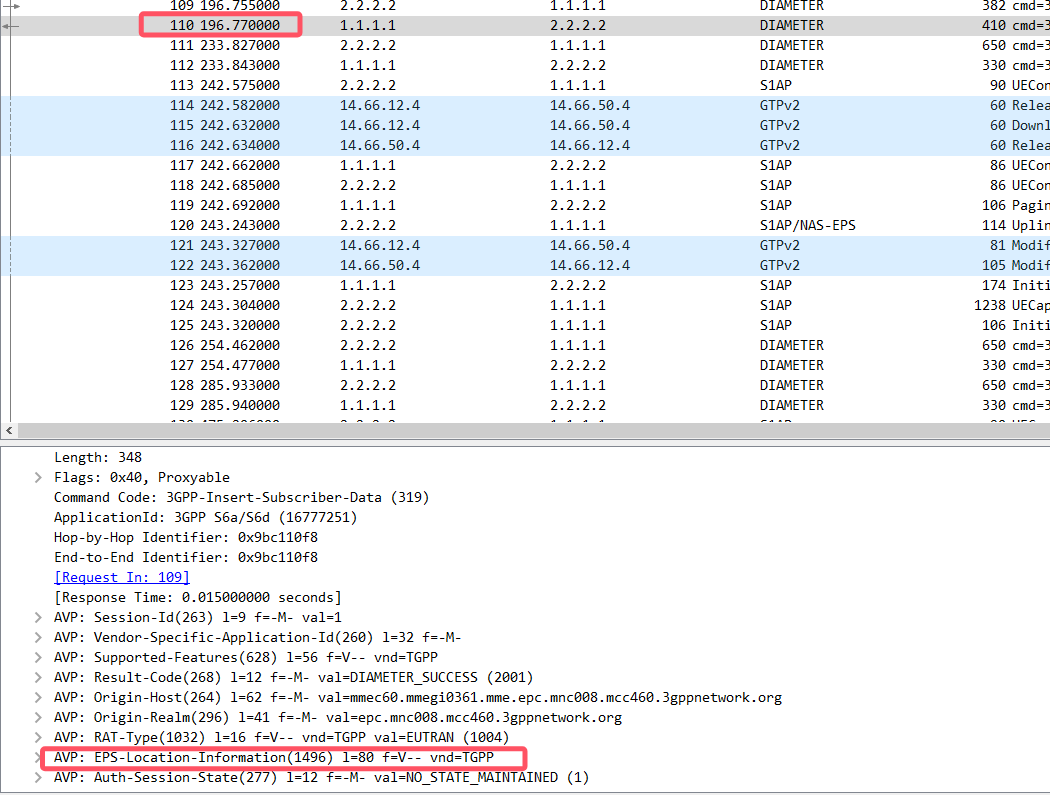 109 196.755000 2.2.2.2 1.1.1.1 DIAMETER 382 cmd=3
110 196.770000 1.1.1.1 2.2.2.2 DIAMETER 410 cmd=3
111 233.827000 2.2.2.2 1.1.1.1 DIAMETER 650 cmd=3
112 233.843000 1.1.1.1 2.2.2.2 DIAMETER 330 cmd=3
113 242.575000 2.2.2.2 1.1.1.1 S1AP 90 UECon
114 242.582000 14.66.12.4 14.66.50.4 GTPv2 60 Relea
115 242.632000 14.66.12.4 14.66.50.4 GTPv2 60 Downl
116 242.634000 14.66.50.4 14.66.12.4 GTPv2 60 Relea
117 242.662000 1.1.1.1 2.2.2.2 S1AP 86 UECon
118 242.685000 2.2.2.2 1.1.1.1 S1AP 86 UECon
119 242.692000 1.1.1.1 2.2.2.2 S1AP 106 Pagin
120 243.243000 2.2.2.2 1.1.1.1 S1AP/NAS-EPS 114 Uplin
121 243.327000 14.66.12.4 14.66.50.4 GTPv2 81 Modif
122 243.362000 14.66.50.4 14.66.12.4 GTPv2 105 Modif
123 243.257000 1.1.1.1 2.2.2.2 S1AP 174 Initi
124 243.304000 2.2.2.2 1.1.1.1 S1AP 1238 UECap
125 243.320000 2.2.2.2 1.1.1.1 S1AP 106 Initi
126 254.462000 2.2.2.2 1.1.1.1 DIAMETER 650 cmd=3
127 254.477000 1.1.1.1 2.2.2.2 DIAMETER 330 cmd=3
128 285.933000 2.2.2.2 1.1.1.1 DIAMETER 650 cmd=3
129 285.940000 1.1.1.1 2.2.2.2 DIAMETER 330 cmd=3
Length: 348
Flags: 0x40, Proxyable
Command Code: 3GPP-Insert-Subscriber-Data (319)
ApplicationId: 3GPP S6a/S6d (16777251)
Hop-by-Hop Identifier: 0x9bc110f8
End-to-End Identifier: 0x9bc110f8
[Request In: 109]
[Response Time: 0.015000000 seconds]
AVP: Session-Id(263) l=9 f=-M- val=1
AVP: Vendor-Specific-Application-Id(260) l=32 f=-M-
AVP: Supported-Features(628) l=56 f=V-- vnd=TGPP
AVP: Result-Code(268) l=12 f=-M- val=DIAMETER_SUCCESS (2001)
AVP: Origin-Host(264) l=62 f=-M- val=mmec60.mmegi0361.mme.epc.mnc008.mcc460.3gppnetwork.org
AVP: Origin-Realm(296) l=41 f=-M- val=epc.mnc008.mcc460.3gppnetwork.org
AVP: RAT-Type(1032) l=16 f=V-- vnd=TGPP val=EUTRAN (1004)
AVP: EPS-Location-Information(1496) l=80 f=V-- vnd=TGPP
AVP: Auth-Session-State(277) l=12 f=-M- val=NO_STATE_MAINTAINED (1)